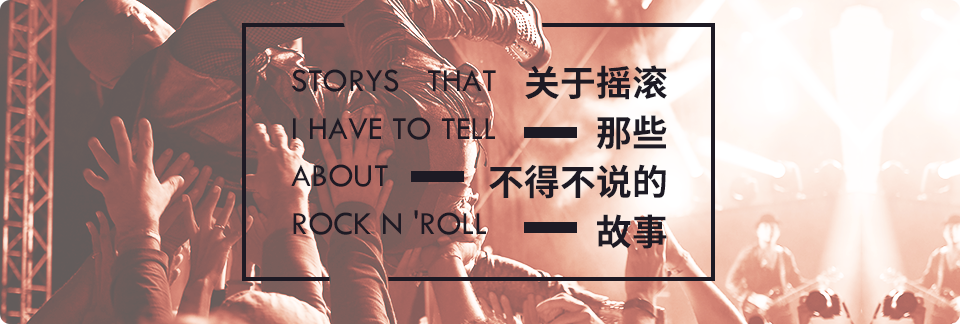 STORYS THAT 关于摇滚
I HAVE TO TELL 那些
ABOUT 不得不说的
ROCK N 'ROLL 故事